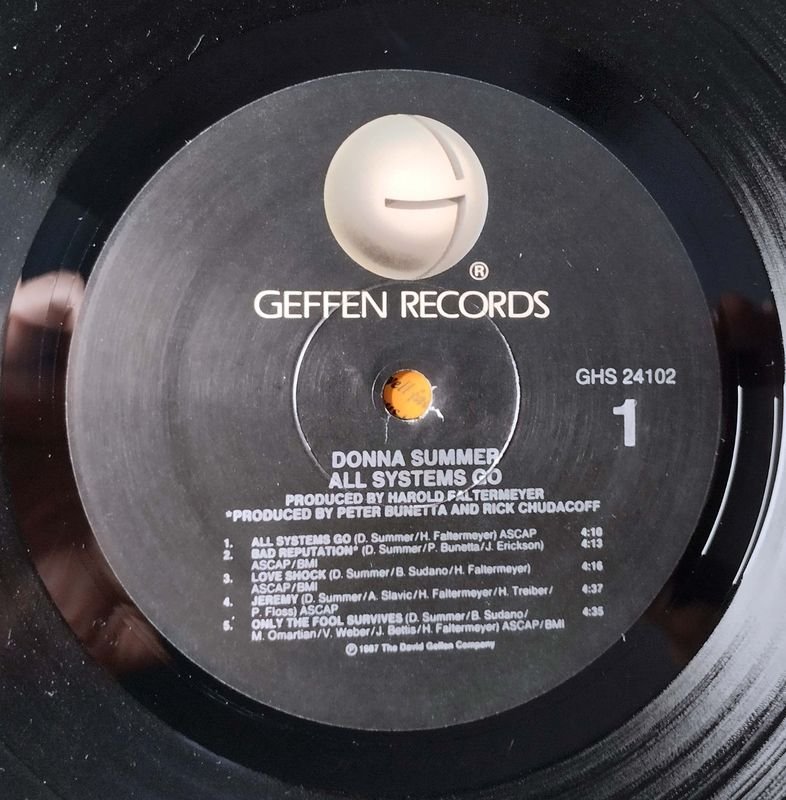 ®
GEFFEN RECORDS
GHS 24102
1
DONNA SUMMER
ALL SYSTEMS GO
PRODUCED BY HAROLD FALTERMEYER
*PRODUCED BY PETER BUNETTA AND RICK CHUDACOFF
1. ALL SYSTEMS GO (D. Summer/H. Faltermeyer) ASCAP 4:10
2. BAD REPUTATION* (D. Summer/P. Bunetta/J. Erickson) 4:13
ASCAP/BMI
3. LOVE SHOCK (D. Summer/B. Sudano/H. Faltermeyer) 4:16
ASCAP/BMI
4. JEREMY (D. Summer/A. Slavic/H. Faltermeyer/H. Treiber/ 4:37
P. Floss) ASCAP
5. ONLY THE FOOL SURVIVES (D. Summer/B. Sudano/ 4:35
M. Omartian/V. Weber/J. Bettis/H. Faltermeyer) ASCAP/BMI
℗ 1987 The David Geffen Company